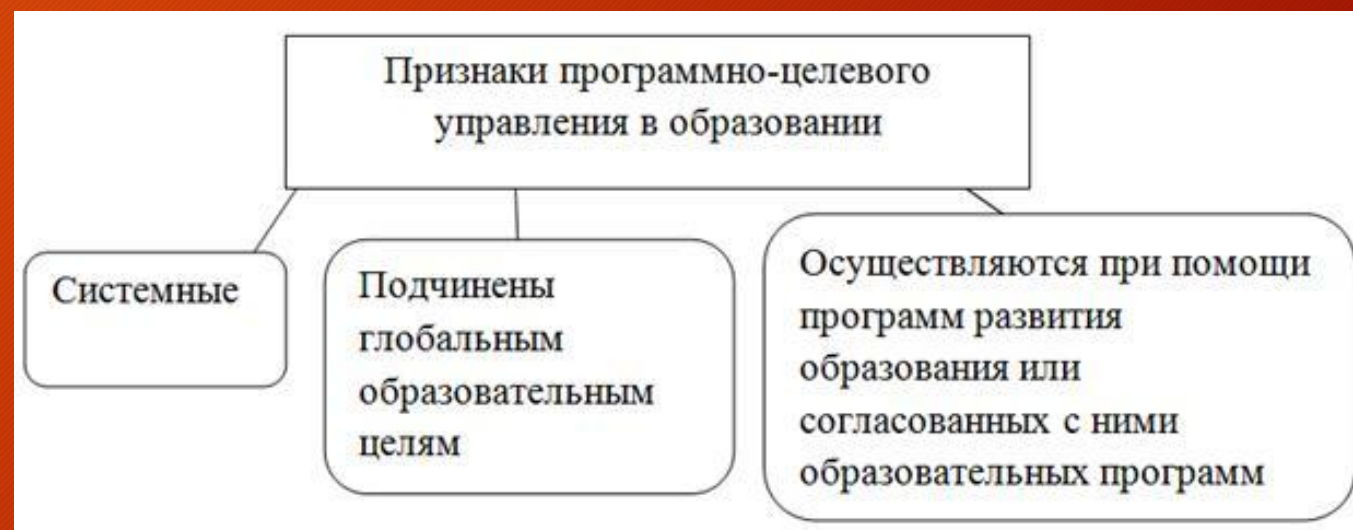 Признаки программно-целевого
управления в образовании
Системные
Подчинены
глобальным
образовательным
целям
Осуществляются при помощи
программ развития
образования или
согласованных с ними
образовательных программ